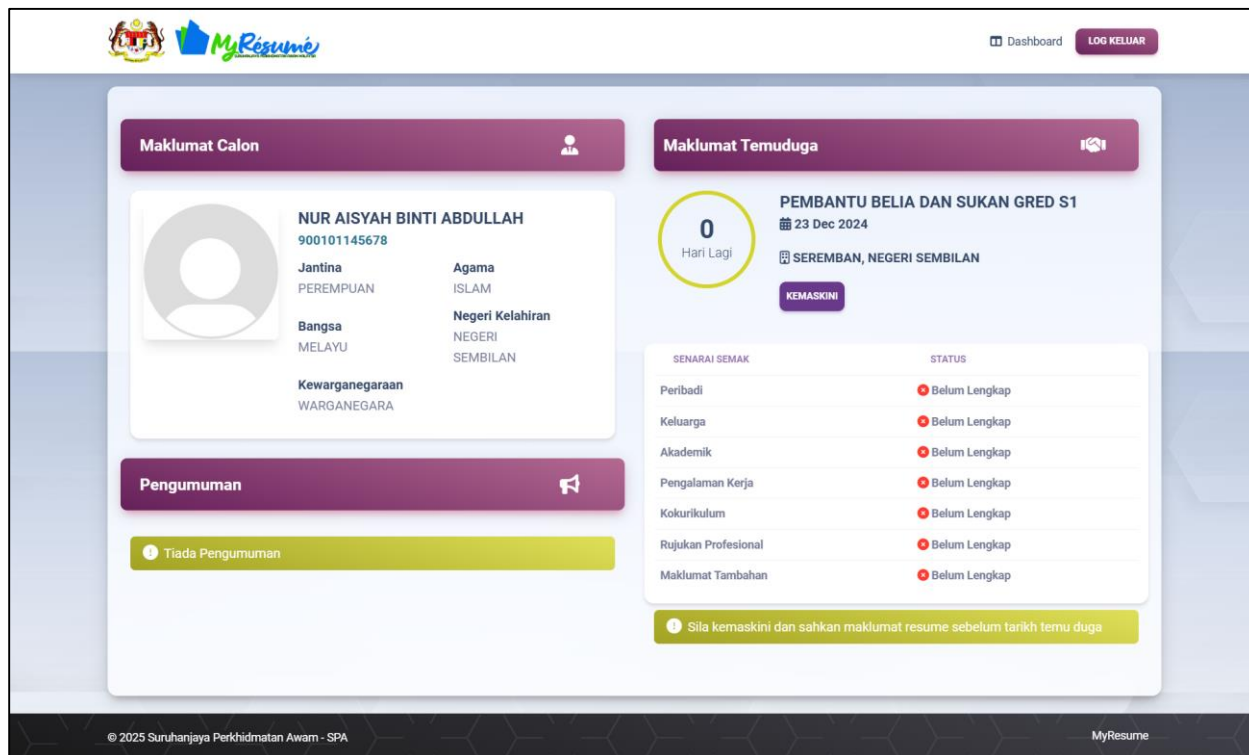 MyRésumé
Dashboard
LOG KELUAR
Maklumat Calon
NUR AISYAH BINTI ABDULLAH
900101145678
Jantina
PEREMPUAN
Agama
ISLAM
Bangsa
MELAYU
Negeri Kelahiran
NEGERI
SEMBILAN
Kewarganegaraan
WARGANEGARA
Pengumuman
Tiada Pengumuman
Maklumat Temuduga
0
Hari Lagi
PEMBANTU BELIA DAN SUKAN GRED S1
23 Dec 2024
SEREMBAN, NEGERI SEMBILAN
KEMASKINI
SENARAI SEMAK STATUS
Peribadi Belum Lengkap
Keluarga Belum Lengkap
Akademik Belum Lengkap
Pengalaman Kerja Belum Lengkap
Kokurikulum Belum Lengkap
Rujukan Profesional Belum Lengkap
Maklumat Tambahan Belum Lengkap
Sila kemaskini dan sahkan maklumat resume sebelum tarikh temu duga
© 2025 Suruhanjaya Perkhidmatan Awam - SPA
MyResume